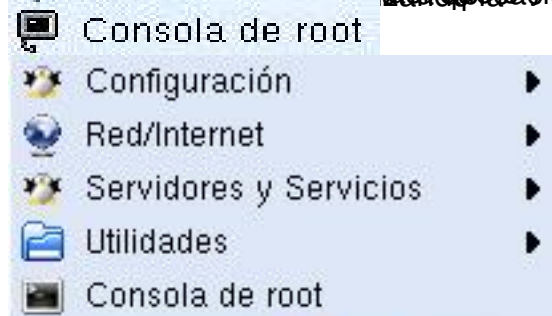 Consola de root
Configuración
Red/Internet
Servidores y Servicios
Utilidades
Consola de root